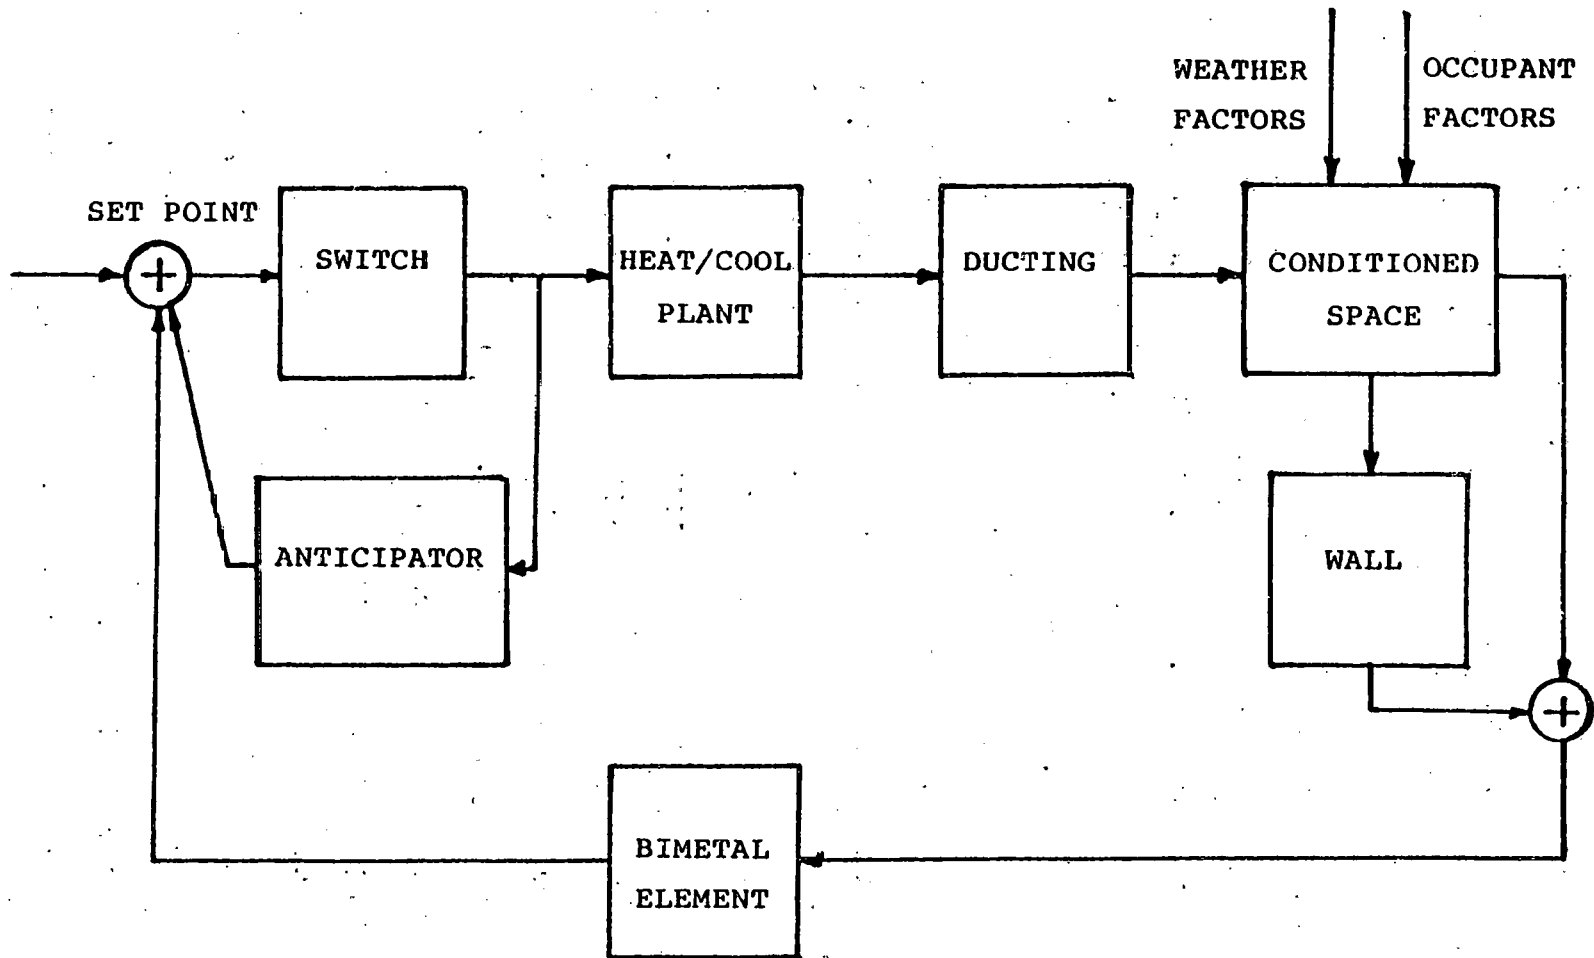 WEATHER
FACTORS
OCCUPANT
FACTORS
SET POINT
+
SWITCH
HEAT/COOL
PLANT
DUCTING
CONDITIONED
SPACE
ANTICIPATOR
WALL
+
BIMETAL
ELEMENT